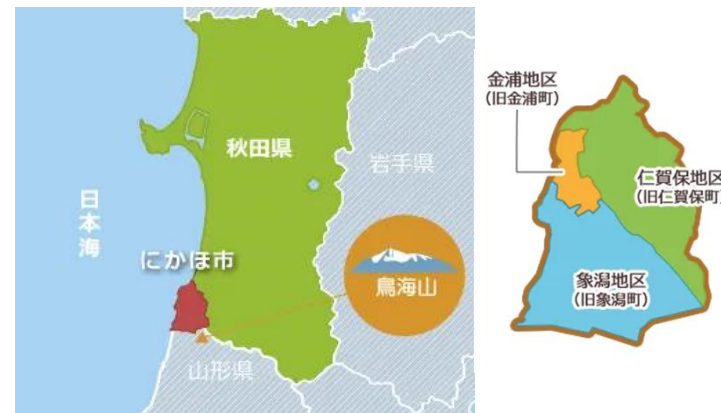 秋田県
岩手県
日本海
にかほ市
鳥海山
山形県
金浦地区
(旧金浦町)
仁賀保地区
(旧仁賀保町)
象潟地区
(旧象潟町)